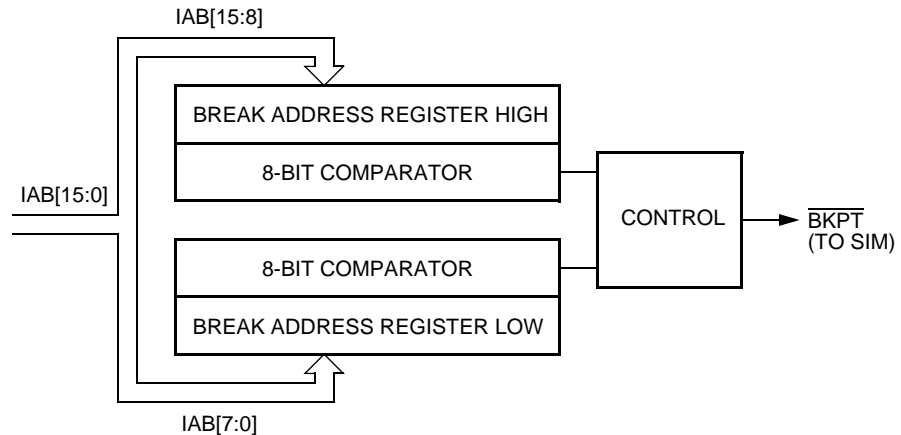 IAB[15:8]
BREAK ADDRESS REGISTER HIGH
8-BIT COMPARATOR
IAB[15:0]
CONTROL
BKPT
(TO SIM)
8-BIT COMPARATOR
BREAK ADDRESS REGISTER LOW
IAB[7:0]